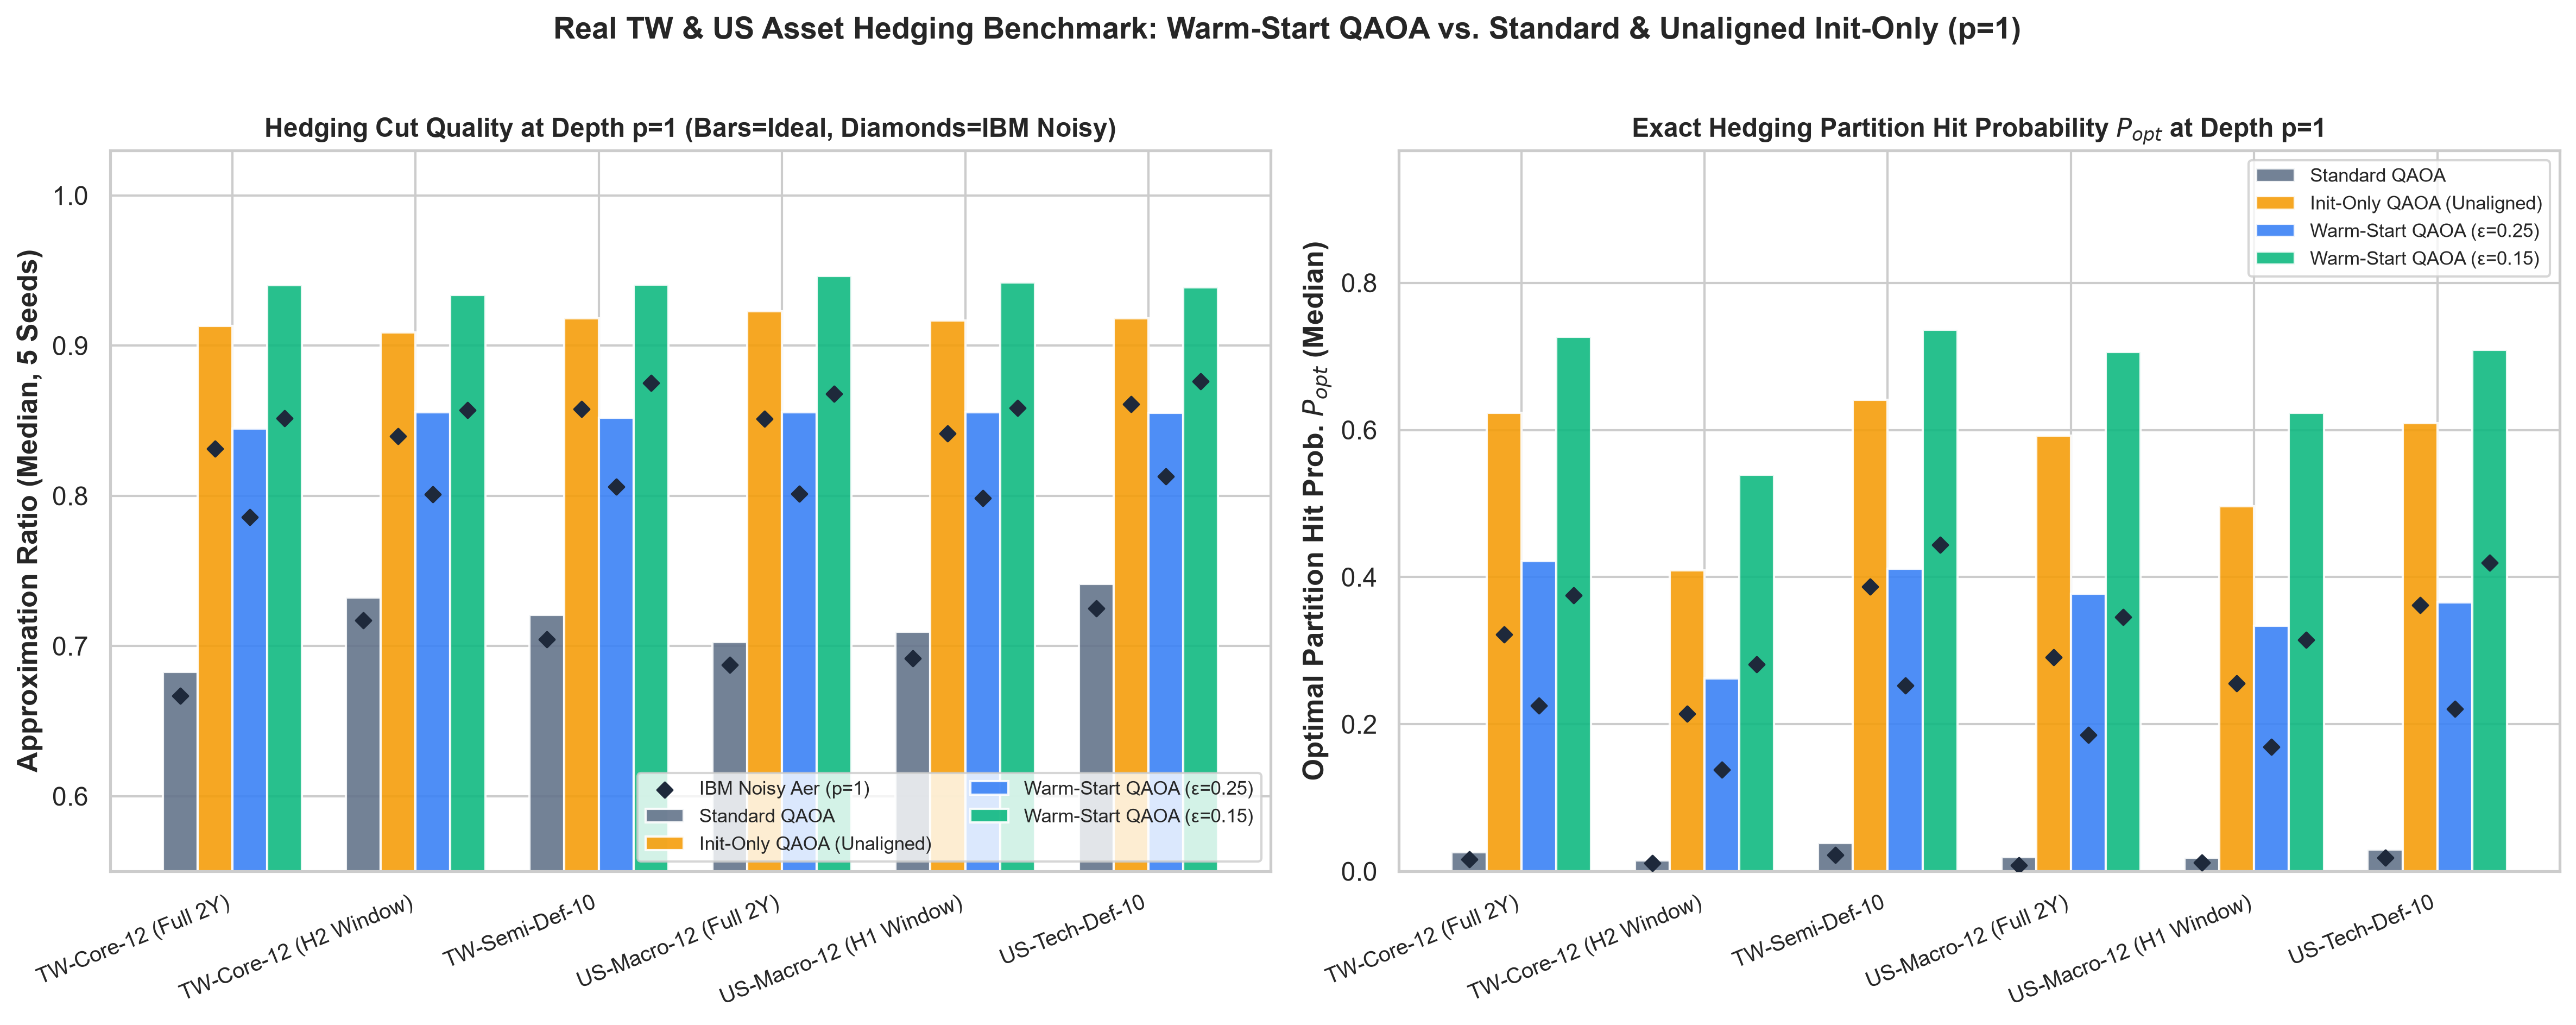 Real TW & US Asset Hedging Benchmark: Warm-Start QAOA vs. Standard & Unaligned Init-Only (p=1)
Hedging Cut Quality at Depth p=1 (Bars=Ideal, Diamonds=IBM Noisy)
Approximation Ratio (Median, 5 Seeds)
1.0
0.9
0.8
0.7
0.6
IBM Noisy Aer (p=1)
Standard QAOA
Init-Only QAOA (Unaligned)
Warm-Start QAOA (ε=0.25)
Warm-Start QAOA (ε=0.15)
TW-Core-12 (Full 2Y)
TW-Core-12 (H2 Window)
TW-Semi-Def-10
US-Macro-12 (Full 2Y)
US-Macro-12 (H1 Window)
US-Tech-Def-10
Exact Hedging Partition Hit Probability P_opt at Depth p=1
Optimal Partition Hit Prob. P_opt (Median)
0.8
0.6
0.4
0.2
0.0
Standard QAOA
Init-Only QAOA (Unaligned)
Warm-Start QAOA (ε=0.25)
Warm-Start QAOA (ε=0.15)
TW-Core-12 (Full 2Y)
TW-Core-12 (H2 Window)
TW-Semi-Def-10
US-Macro-12 (Full 2Y)
US-Macro-12 (H1 Window)
US-Tech-Def-10